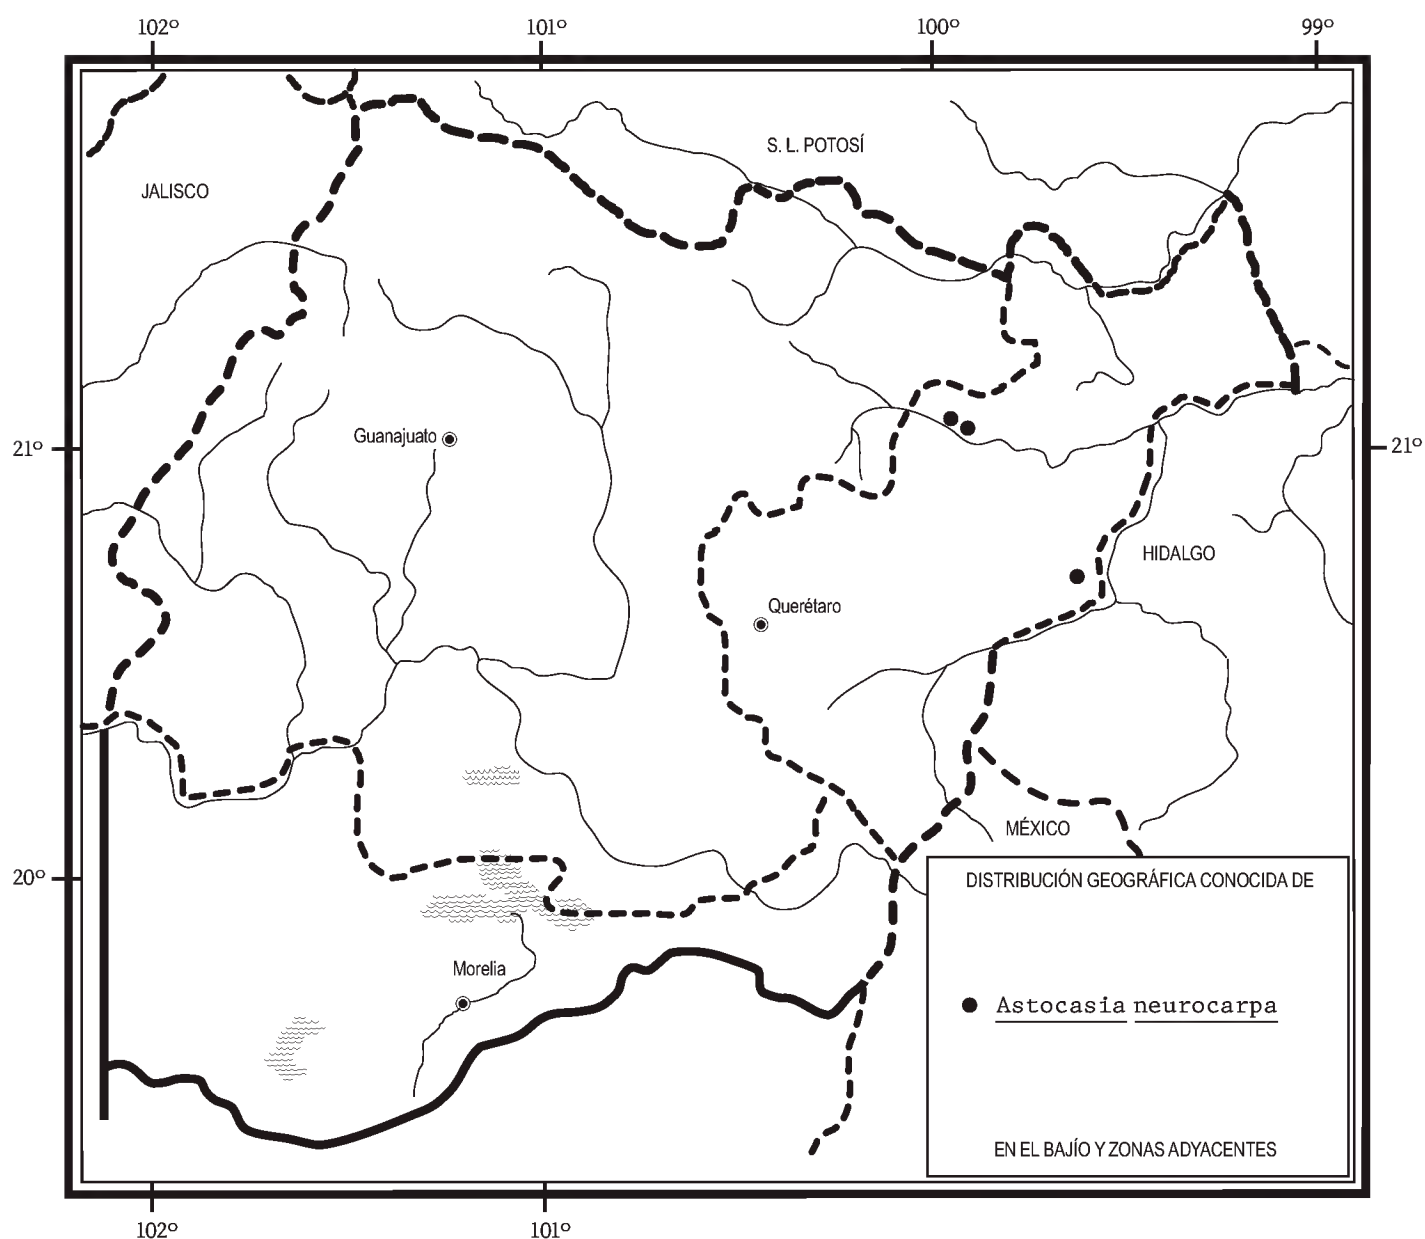 102º 101º 100º 99º
S. L. POTOSÍ
JALISCO
Guanajuato
21º
21º
HIDALGO
Querétaro
MÉXICO
20º
DISTRIBUCIÓN GEOGRÁFICA CONOCIDA DE
Morelia
Astocasia neurocarpa
EN EL BAJÍO Y ZONAS ADYACENTES
102º 101º